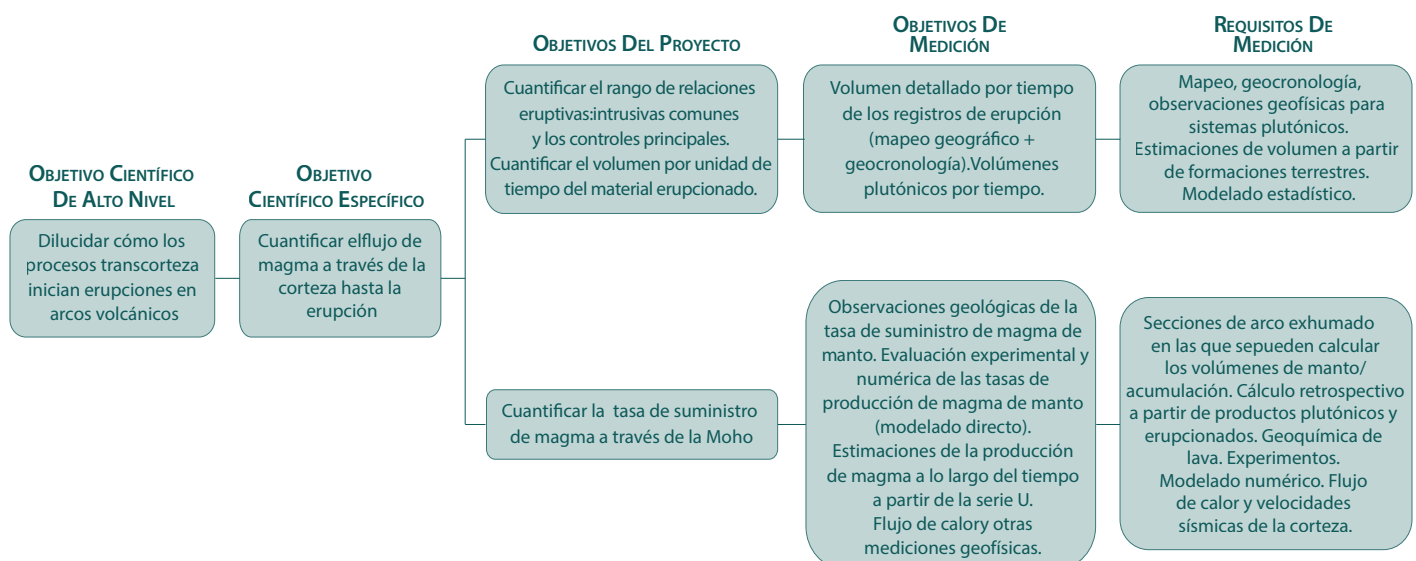 Objetivo Científico
De Alto Nivel
Dilucidar cómo los
procesos transcorteza
inician erupciones en
arcos volcánicos
Objetivo
Científico Específico
Cuantificar elflujo de
magma a través de la
corteza hasta la
erupción
Objetivos Del Proyecto
Cuantificar el rango de relaciones
eruptivas:intrusivas comunes
y los controles principales.
Cuantificar el volumen por unidad de
tiempo del material erupcionado.
Cuantificar la tasa de suministro
de magma a través de la Moho
Objetivos De
Medición
Volumen detallado por tiempo
de los registros de erupción
(mapeo geográfico +
geocronología).Volúmenes
plutónicos por tiempo.
Observaciones geológicas de la
tasa de suministro de magma de
manto. Evaluación experimental y
numérica de las tasas de
producción de magma de manto
(modelado directo).
Estimaciones de la producción
de magma a lo largo del tiempo
a partir de la serie U.
Flujo de calory otras
mediciones geofísicas.
Requisitos De
Medición
Mapeo, geocronología,
observaciones geofísicas para
sistemas plutónicos.
Estimaciones de volumen a partir
de formaciones terrestres.
Modelado estadístico.
Secciones de arco exhumado
en las que sepueden calcular
los volúmenes de manto/
acumulación. Cálculo retrospectivo
a partir de productos plutónicos y
erupcionados. Geoquímica de
lava. Experimentos.
Modelado numérico. Flujo
de calor y velocidades
sísmicas de la corteza.